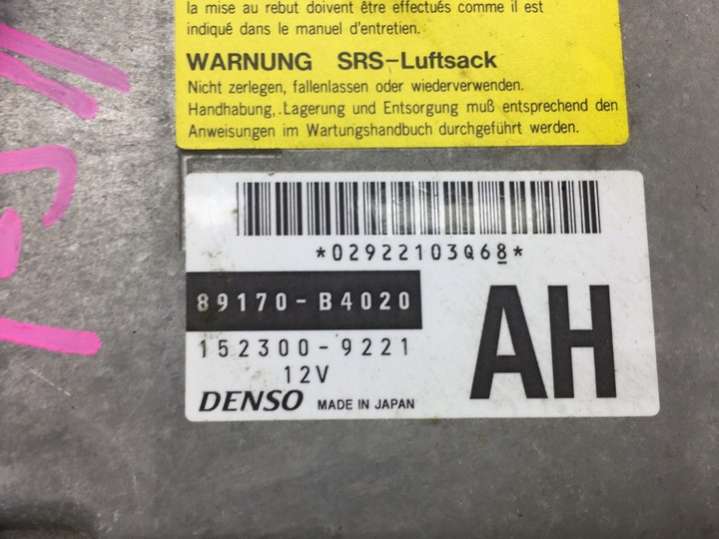 la mise au rebut doivent être effectués comme il est
indiqué dans le manuel d'entretien.
WARNUNG SRS-Luftsack
Nicht zerlegen, fallenlassen oder wiederverwenden.
Handhabung,.Lagerung und Entsorgung muß entsprechend den
Anweisungen im Wartungshandbuch durchgeführt werden.
*02922103Q68*
89170-B4020
152300-9221
12V
AH
DENSO MADE IN JAPAN